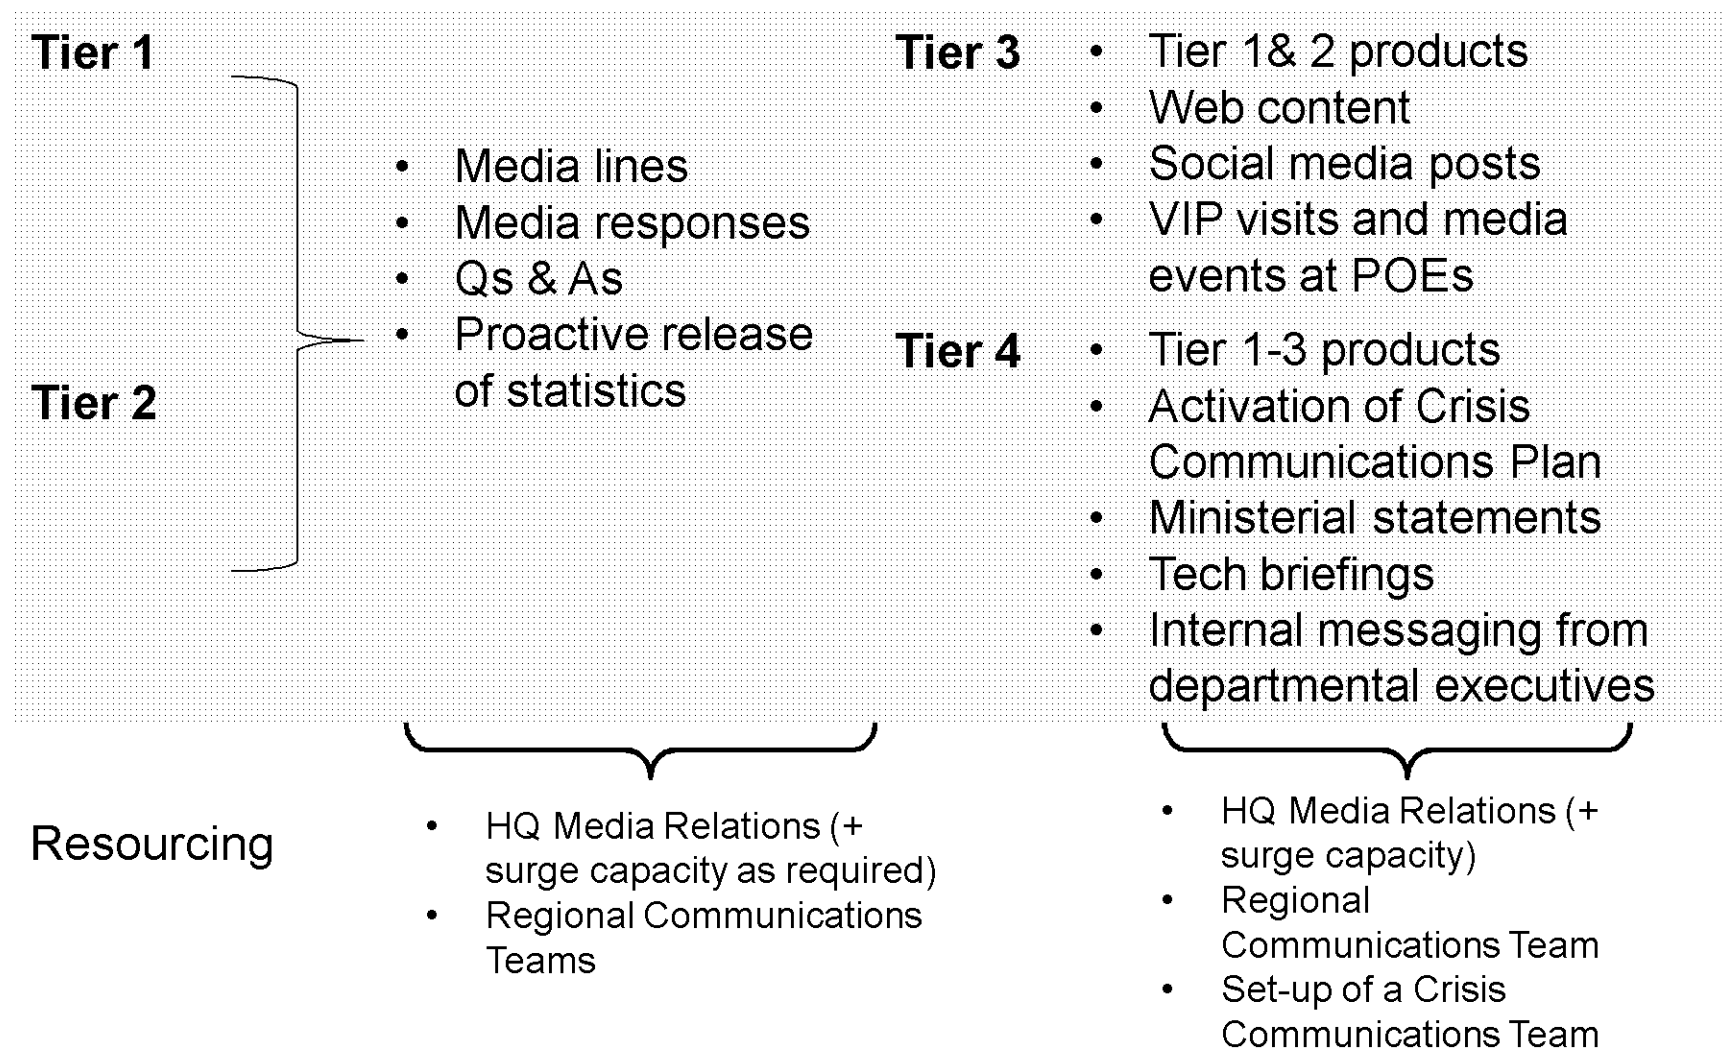 Tier 1
Tier 2
• Media lines
• Media responses
• Qs & As
• Proactive release
of statistics
Tier 3
• Tier 1& 2 products
• Web content
• Social media posts
• VIP visits and media
events at POEs
Tier 4
• Tier 1-3 products
• Activation of Crisis
Communications Plan
• Ministerial statements
• Tech briefings
• Internal messaging from
departmental executives
Resourcing
• HQ Media Relations (+
surge capacity as required)
• Regional Communications
Teams
• HQ Media Relations (+
surge capacity)
• Regional
Communications Team
• Set-up of a Crisis
Communications Team